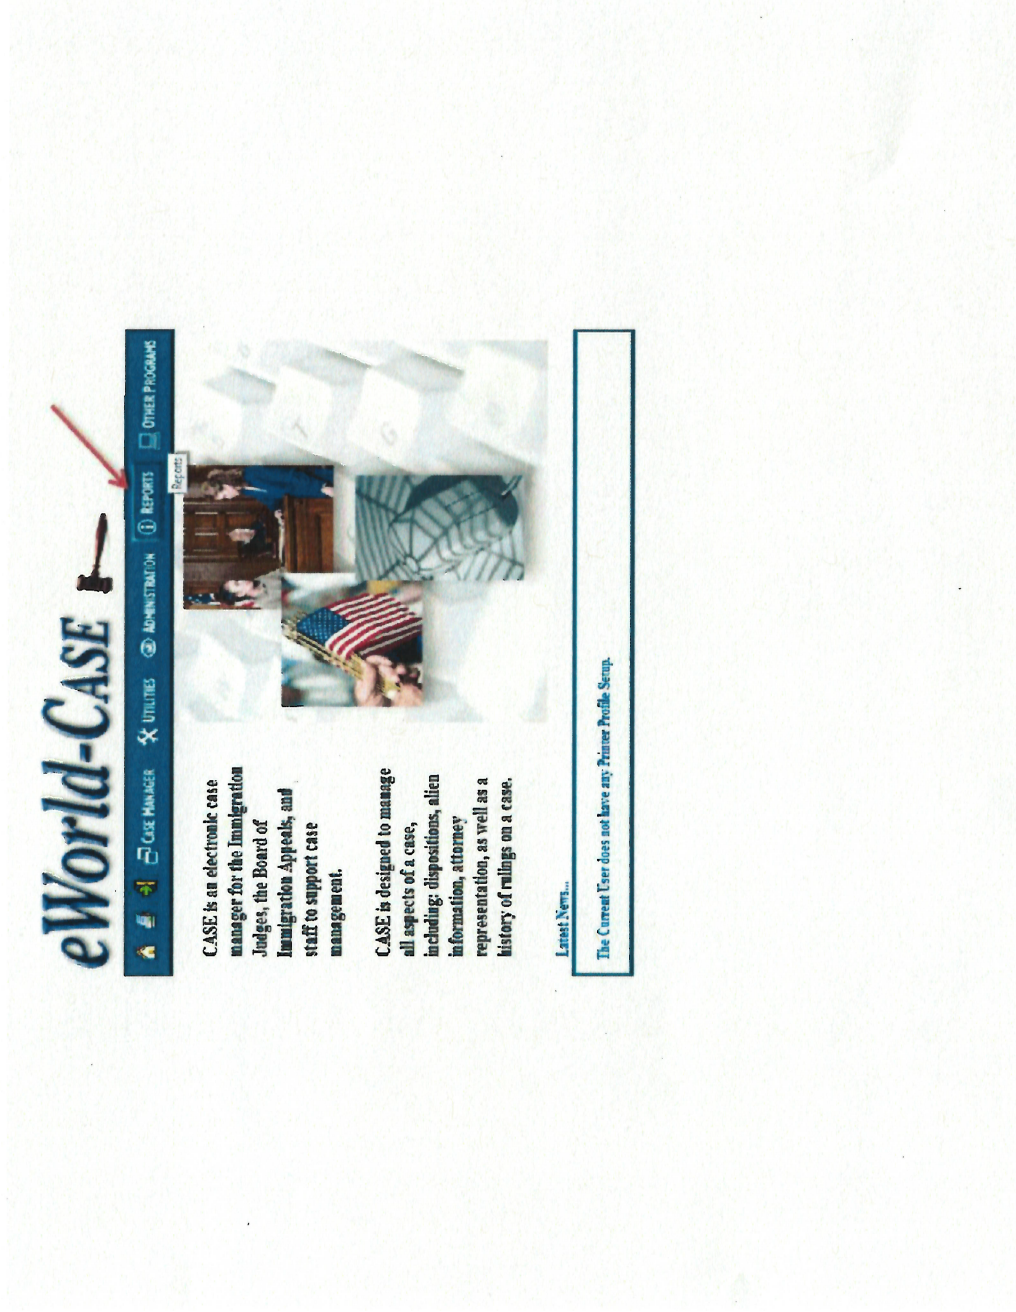 eWorld-CASE
CASE MANAGER UTILITIES ADMINISTRATION REPORTS OTHER PROGRAMS
Reports
CASE is an electronic case
manager for the Immigration
Judges, the Board of
Immigration Appeals, and
staff to support case
management.
CASE is designed to manage
all aspects of a case,
including: dispositions, alien
information, attorney
representation, as well as a
history of rulings on a case.
T
G
Latest News...
The Current User does not have any Printer Profile Setup.